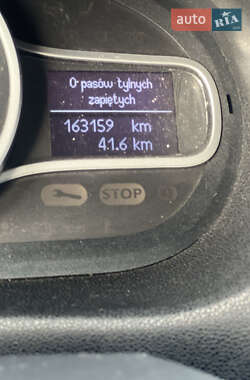 AUTO RIA
0 pasów tylnych
zapiętych
163159 km
41.6 km
STOP